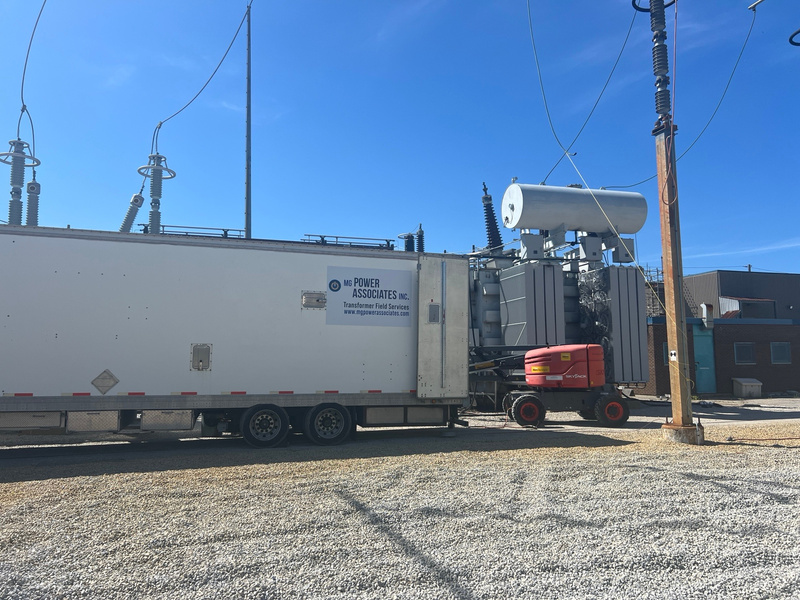 MG POWER
ASSOCIATES INC.
Transformer Field Services
www.mgpowerassociates.com